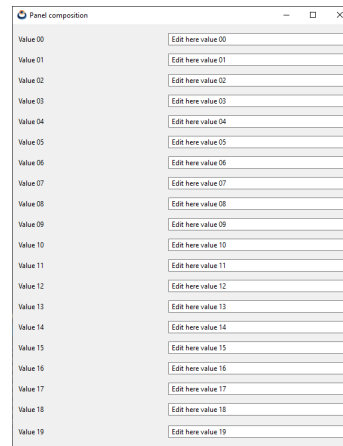 Panel composition
Value 00 Edit here value 00
Value 01 Edit here value 01
Value 02 Edit here value 02
Value 03 Edit here value 03
Value 04 Edit here value 04
Value 05 Edit here value 05
Value 06 Edit here value 06
Value 07 Edit here value 07
Value 08 Edit here value 08
Value 09 Edit here value 09
Value 10 Edit here value 10
Value 11 Edit here value 11
Value 12 Edit here value 12
Value 13 Edit here value 13
Value 14 Edit here value 14
Value 15 Edit here value 15
Value 16 Edit here value 16
Value 17 Edit here value 17
Value 18 Edit here value 18
Value 19 Edit here value 19